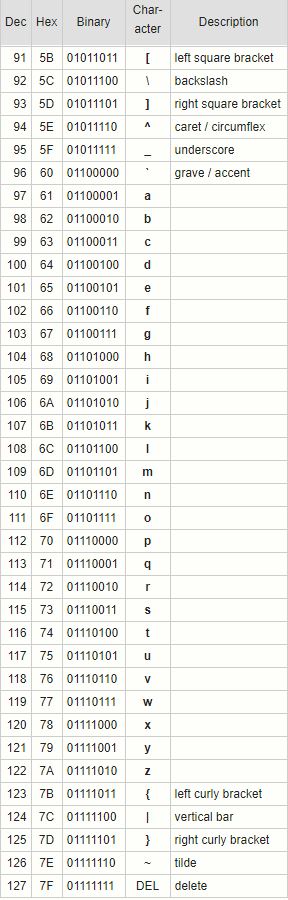 Dec Hex Binary Char-acter Description
91 5B 01011011 [ left square bracket
92 5C 01011100 \ backslash
93 5D 01011101 ] right square bracket
94 5E 01011110 ^ caret / circumflex
95 5F 01011111 _ underscore
96 60 01100000 ` grave / accent
97 61 01100001 a
98 62 01100010 b
99 63 01100011 c
100 64 01100100 d
101 65 01100101 e
102 66 01100110 f
103 67 01100111 g
104 68 01101000 h
105 69 01101001 i
106 6A 01101010 j
107 6B 01101011 k
108 6C 01101100 l
109 6D 01101101 m
110 6E 01101110 n
111 6F 01101111 o
112 70 01110000 p
113 71 01110001 q
114 72 01110010 r
115 73 01110011 s
116 74 01110100 t
117 75 01110101 u
118 76 01110110 v
119 77 01110111 w
120 78 01111000 x
121 79 01111001 y
122 7A 01111010 z
123 7B 01111011 { left curly bracket
124 7C 01111100 | vertical bar
125 7D 01111101 } right curly bracket
126 7E 01111110 ~ tilde
127 7F 01111111 DEL delete